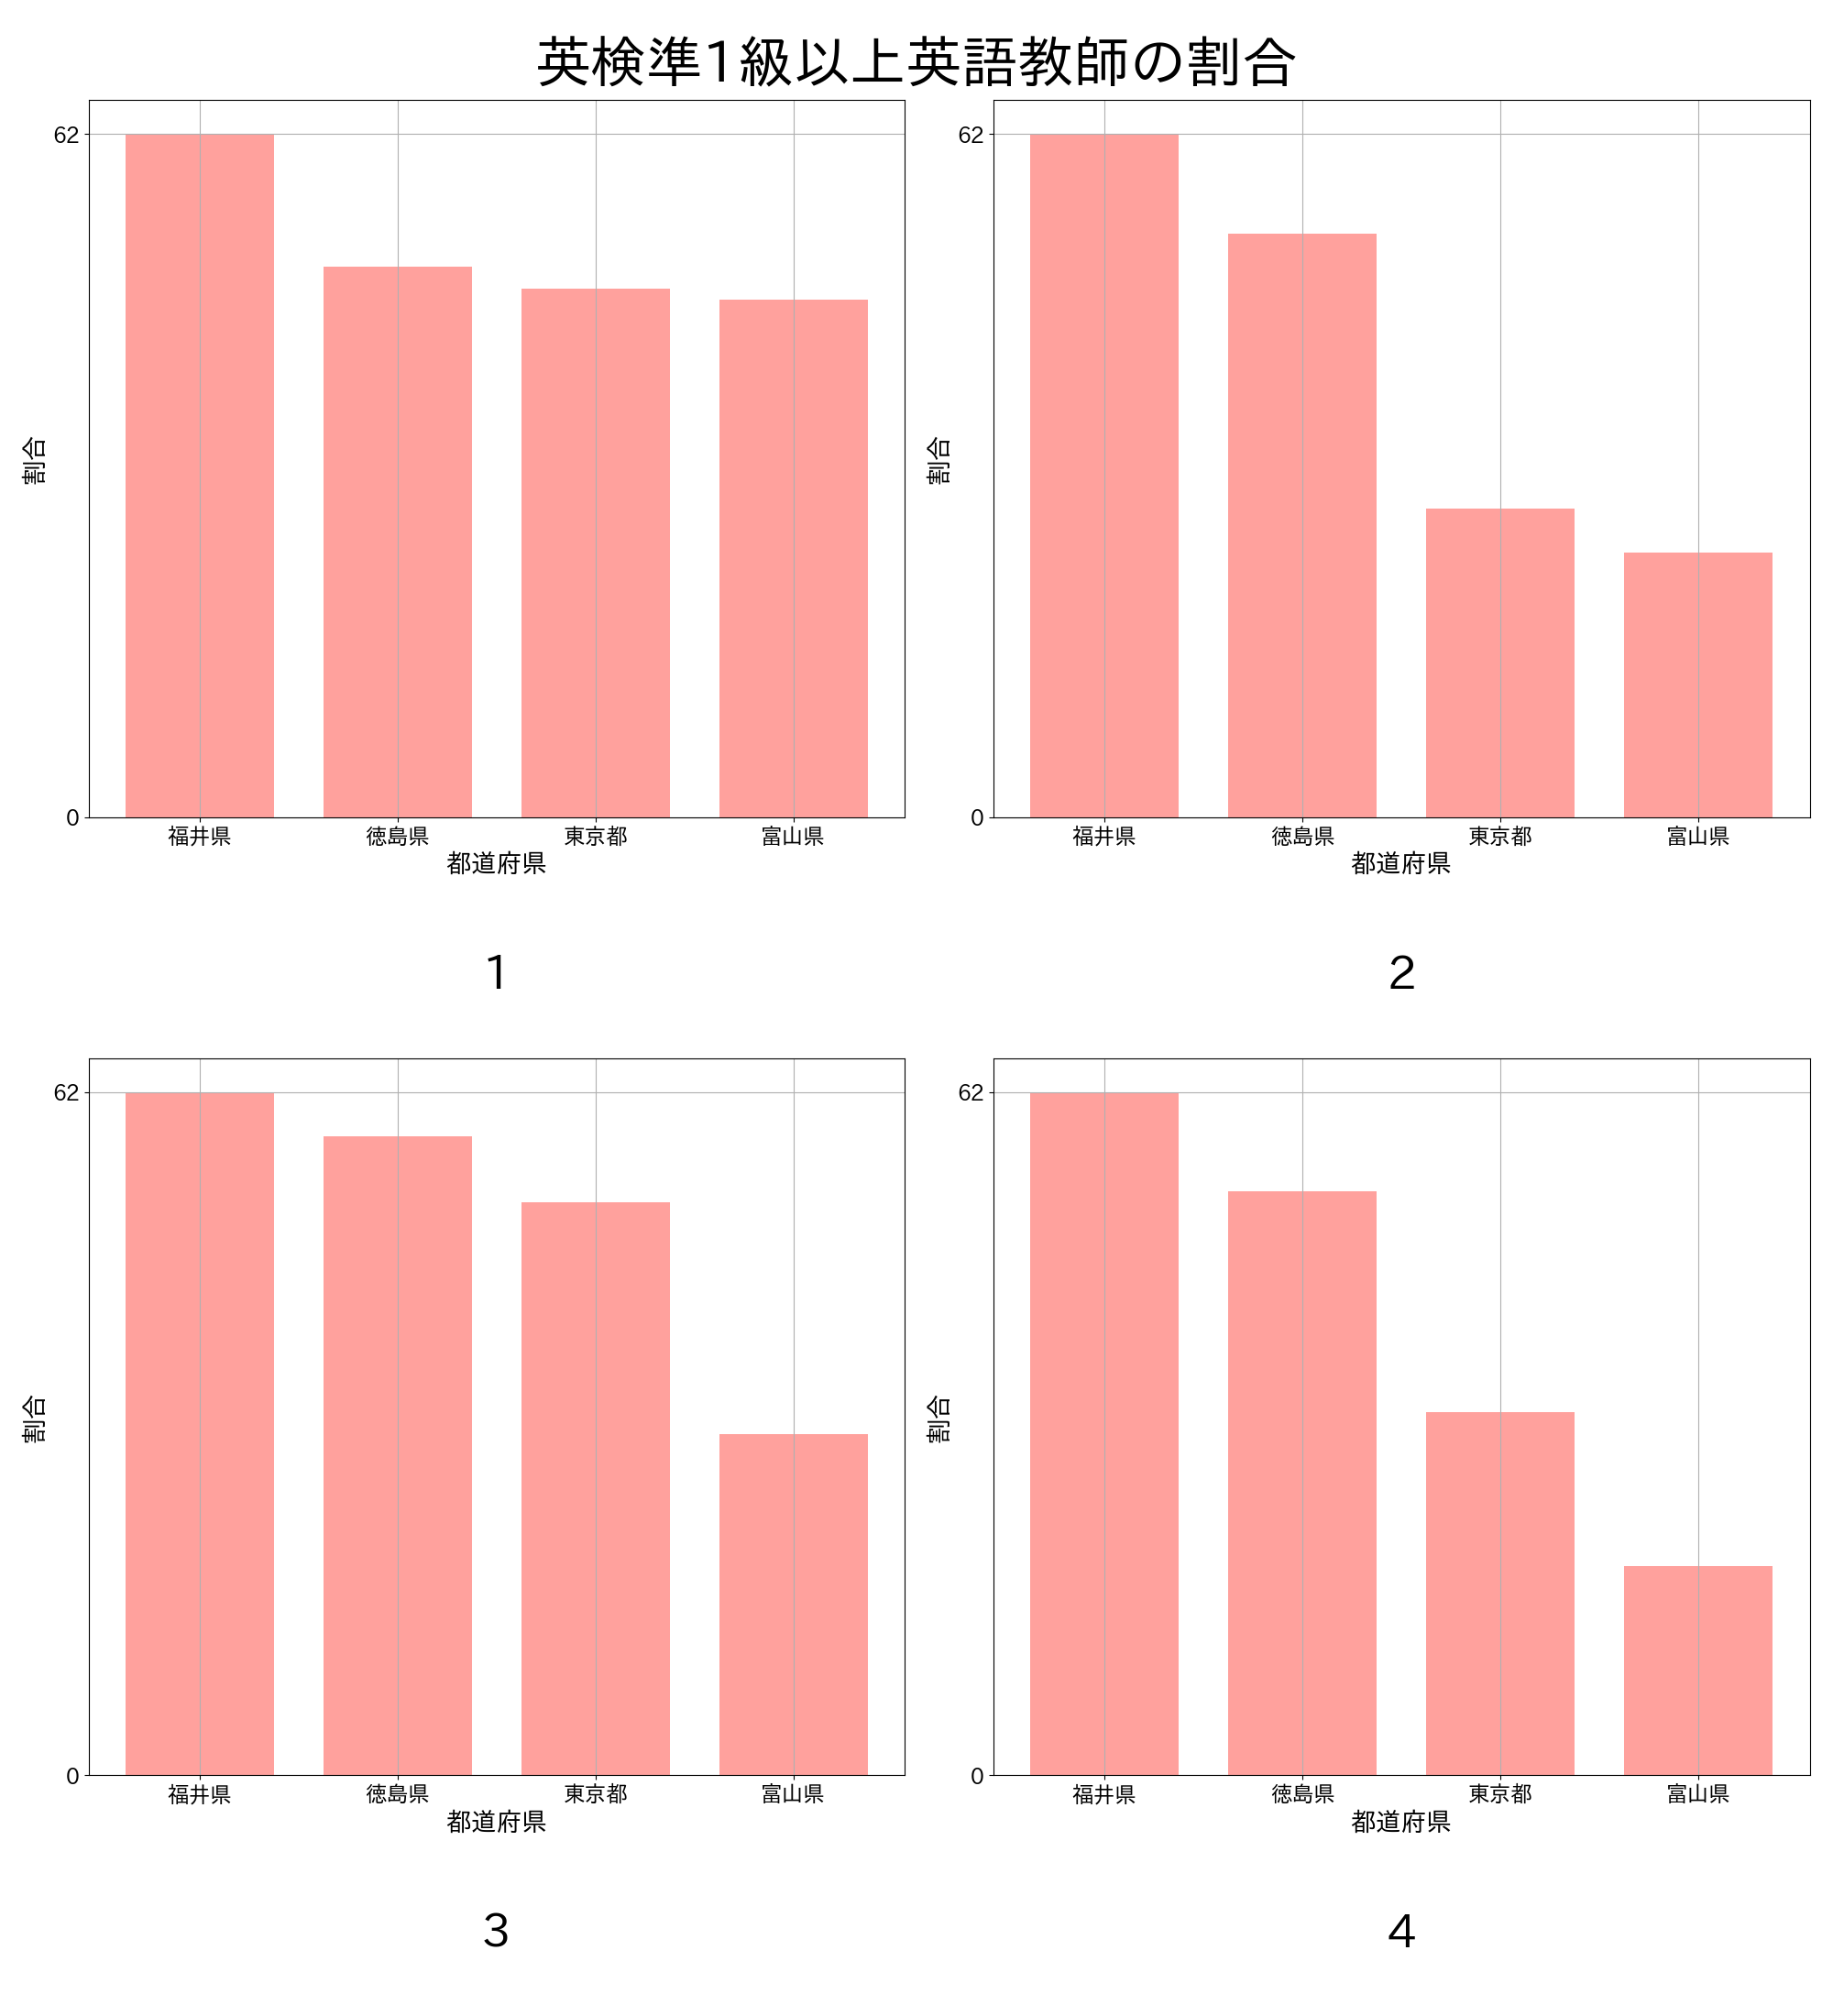 英検準1級以上英語教師の割合
62
割合
0
福井県 徳島県 東京都 富山県
都道府県
1
62
割合
0
福井県 徳島県 東京都 富山県
都道府県
2
62
割合
0
福井県 徳島県 東京都 富山県
都道府県
3
62
割合
0
福井県 徳島県 東京都 富山県
都道府県
4